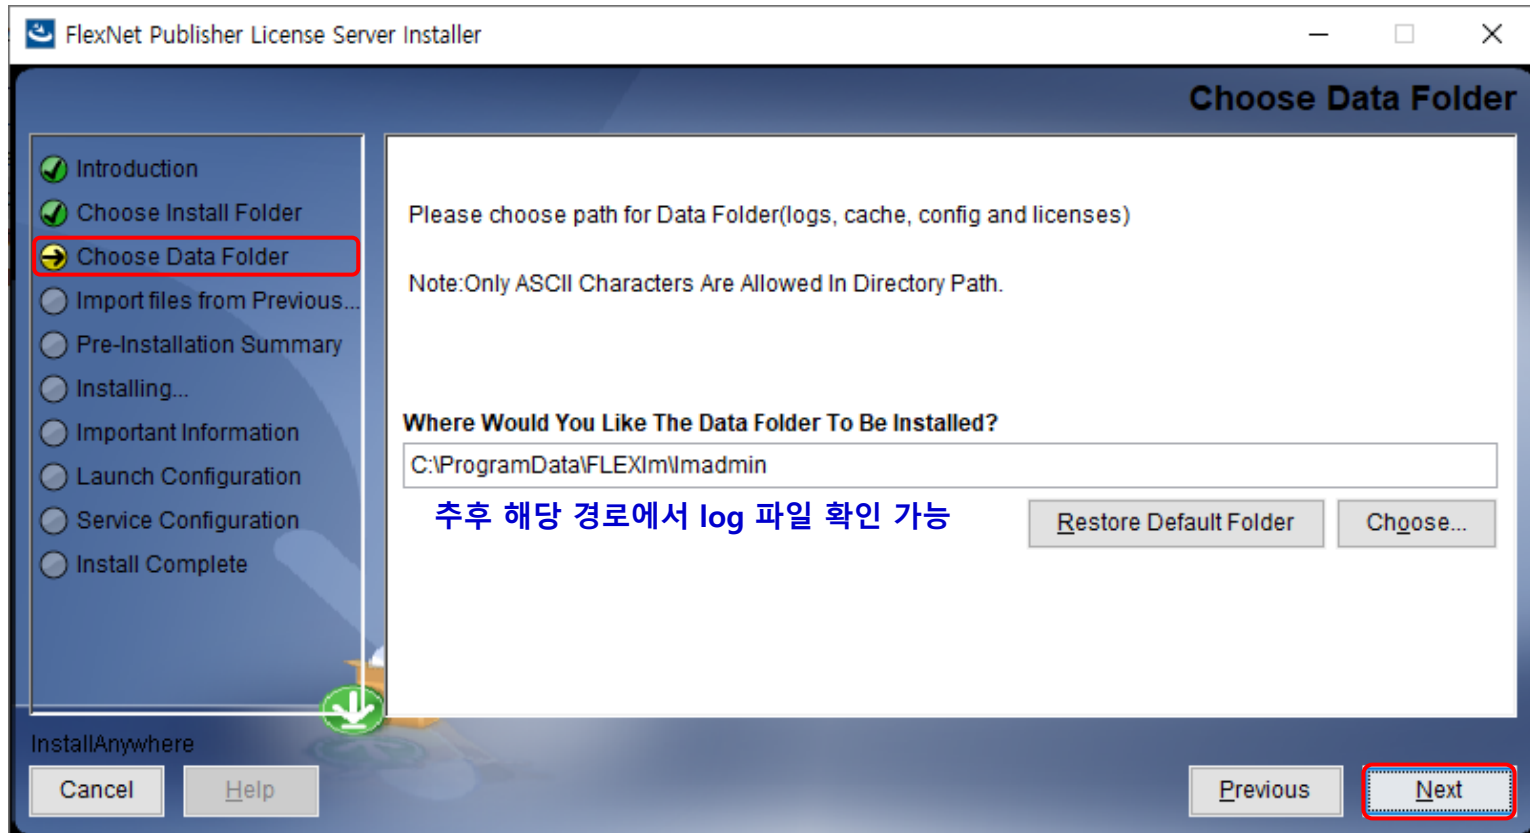 FlexNet Publisher License Server Installer
Choose Data Folder
Introduction
Choose Install Folder
Choose Data Folder
Import files from Previous...
Pre-Installation Summary
Installing...
Important Information
Launch Configuration
Service Configuration
Install Complete
Please choose path for Data Folder(logs, cache, config and licenses)
Note:Only ASCII Characters Are Allowed In Directory Path.
Where Would You Like The Data Folder To Be Installed?
C:\ProgramData\FLEXlm\lmadmin
추후 해당 경로에서 log 파일 확인 가능
Restore Default Folder
Choose...
InstallAnywhere
Cancel
Help
Previous
Next